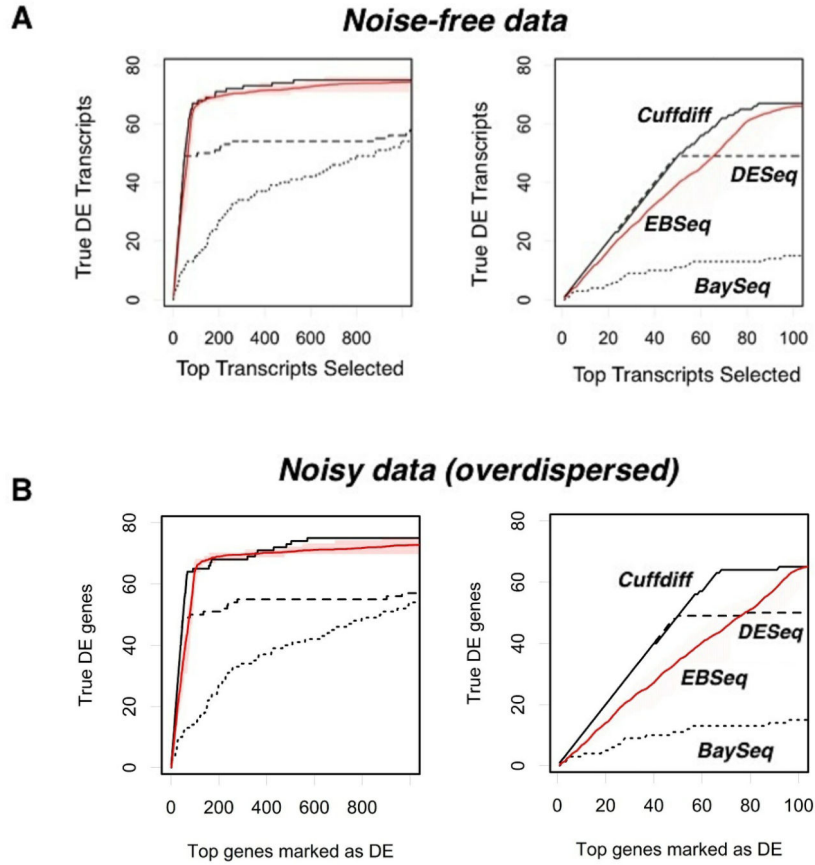 A
Noise-free data
True DE Transcripts
80
60
40
20
0
0 200 400 600 800
Top Transcripts Selected
True DE Transcripts
80
60
40
20
0
Cuffdiff
DESeq
EBSeq
BaySeq
0 20 40 60 80 100
Top Transcripts Selected
B
Noisy data (overdispersed)
True DE genes
80
60
40
20
0
0 200 400 600 800
Top genes marked as DE
True DE genes
80
60
40
20
0
Cuffdiff
DESeq
EBSeq
BaySeq
0 20 40 60 80 100
Top genes marked as DE